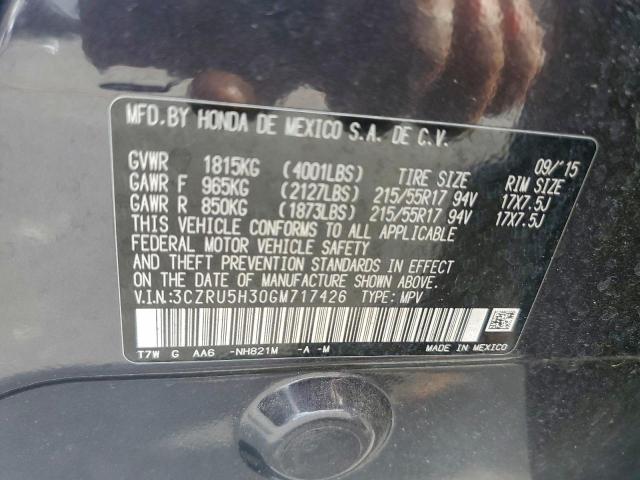 MFD. BY HONDA DE MEXICO S.A. DE C.V.
09/'15
GVWR 1815KG (4001LBS) TIRE SIZE RIM SIZE
GAWR F 965KG (2127LBS) 215/55R17 94V 17X7.5J
GAWR R 850KG (1873LBS) 215/55R17 94V 17X7.5J
THIS VEHICLE CONFORMS TO ALL APPLICABLE
FEDERAL MOTOR VEHICLE SAFETY
STANDARDS IN EFFECT
ON THE DATE OF MANUFACTURE SHOWN ABOVE.
V.I.N:3CZRU5H30GM717426 TYPE: MPV
T7W G AA6 -NH821M -A -M MADE IN MEXICO